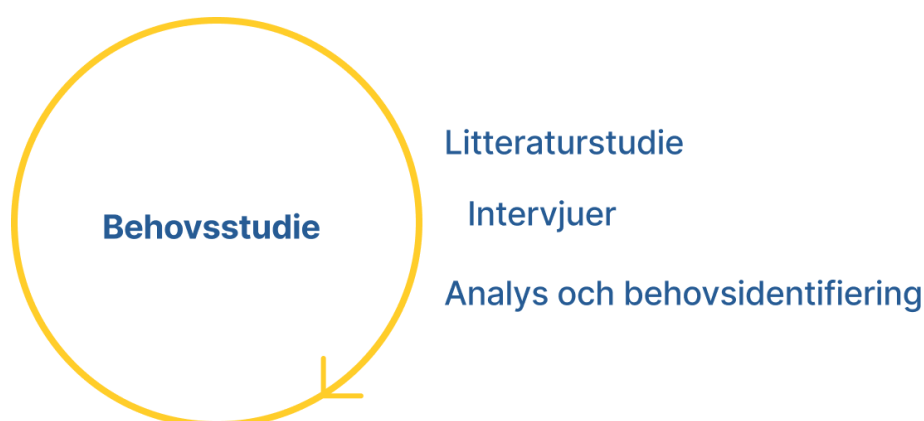 Behovsstudie
Litteraturstudie
Intervjuer
Analys och behovsidentifiering